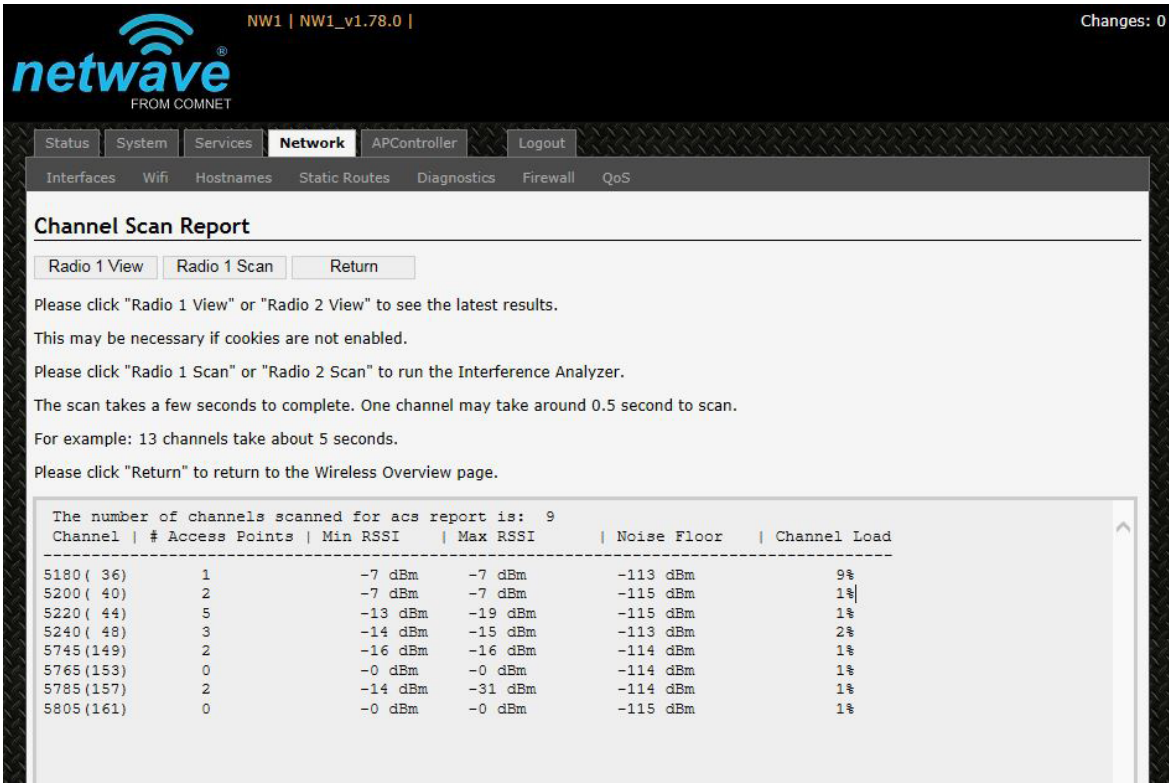 NW1 | NW1_v1.78.0 |
Changes: 0
netwave®
FROM COMNET
Status System Services Network APController Logout
Interfaces Wifi Hostnames Static Routes Diagnostics Firewall QoS
Channel Scan Report
Radio 1 View Radio 1 Scan Return
Please click "Radio 1 View" or "Radio 2 View" to see the latest results.
This may be necessary if cookies are not enabled.
Please click "Radio 1 Scan" or "Radio 2 Scan" to run the Interference Analyzer.
The scan takes a few seconds to complete. One channel may take around 0.5 second to scan.
For example: 13 channels take about 5 seconds.
Please click "Return" to return to the Wireless Overview page.
The number of channels scanned for acs report is: 9
Channel | # Access Points | Min RSSI | Max RSSI | Noise Floor | Channel Load
--------------------------------------------------------------------------------
5180( 36) 1 -7 dBm -7 dBm -113 dBm 9%
5200( 40) 2 -7 dBm -7 dBm -115 dBm 1%
5220( 44) 5 -13 dBm -19 dBm -115 dBm 1%
5240( 48) 3 -14 dBm -15 dBm -113 dBm 2%
5745(149) 2 -16 dBm -16 dBm -114 dBm 1%
5765(153) 0 -0 dBm -0 dBm -114 dBm 1%
5785(157) 2 -14 dBm -31 dBm -114 dBm 1%
5805(161) 0 -0 dBm -0 dBm -115 dBm 1%